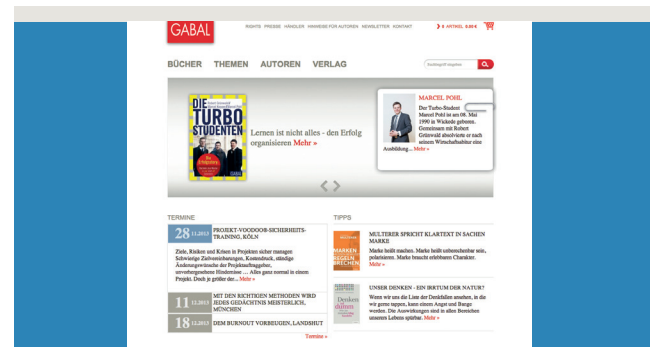 GABAL
RIGHTS PRESSE HÄNDLER HINWEISE FÜR AUTOREN NEWSLETTER KONTAKT
0 ARTIKEL 0,00 €
BÜCHER THEMEN AUTOREN VERLAG
Suchbegriff eingeben
DIE
TURBO
STUDENTEN
GABAL
Lernen ist nicht alles - den Erfolg
organisieren Mehr »
MARCEL POHL
Der Turbo-Student
Marcel Pohl ist am 08. Mai
1990 in Wickede geboren.
Gemeinsam mit Robert
Grünwald absolvierte er nach
seinem Wirtschaftsabitur eine
Ausbildung... Mehr »
TERMINE
28 11.2013 PROJEKT-VOODOO®-SICHERHEITS-
TRAINING, KÖLN
Ziele, Risiken und Krisen in Projekten sicher managen
Schwierige Zielvereinbarungen, Kostendruck, ständige
Änderungswünsche der Projektauftraggeber,
unvorhergesehene Hindernisse … Alles ganz normal in einem
Projekt. Doch je größer der... Mehr »
11 12.2013 MIT DEN RICHTIGEN METHODEN WIRD
JEDES GEDÄCHTNIS MEISTERLICH,
MÜNCHEN
18 12.2013 DEM BURNOUT VORBEUGEN, LANDSHUT
Termine »
TIPPS
MARKEN
REGELN
BRECHEN
MULTERER SPRICHT KLARTEXT IN SACHEN
MARKE
Marke heißt machen. Marke heißt unberechenbar sein,
polarisieren. Marke braucht erlebbaren Charakter.
Mehr »
Denken
dumm
UNSER DENKEN - EIN IRRTUM DER NATUR?
Wenn wir uns die Liste der Denkfallen ansehen, in die
wir gerne tappen, kann einem Angst und Bange
werden. Die Auswirkungen sind in allen Bereichen
unseres Lebens spürbar. Mehr »